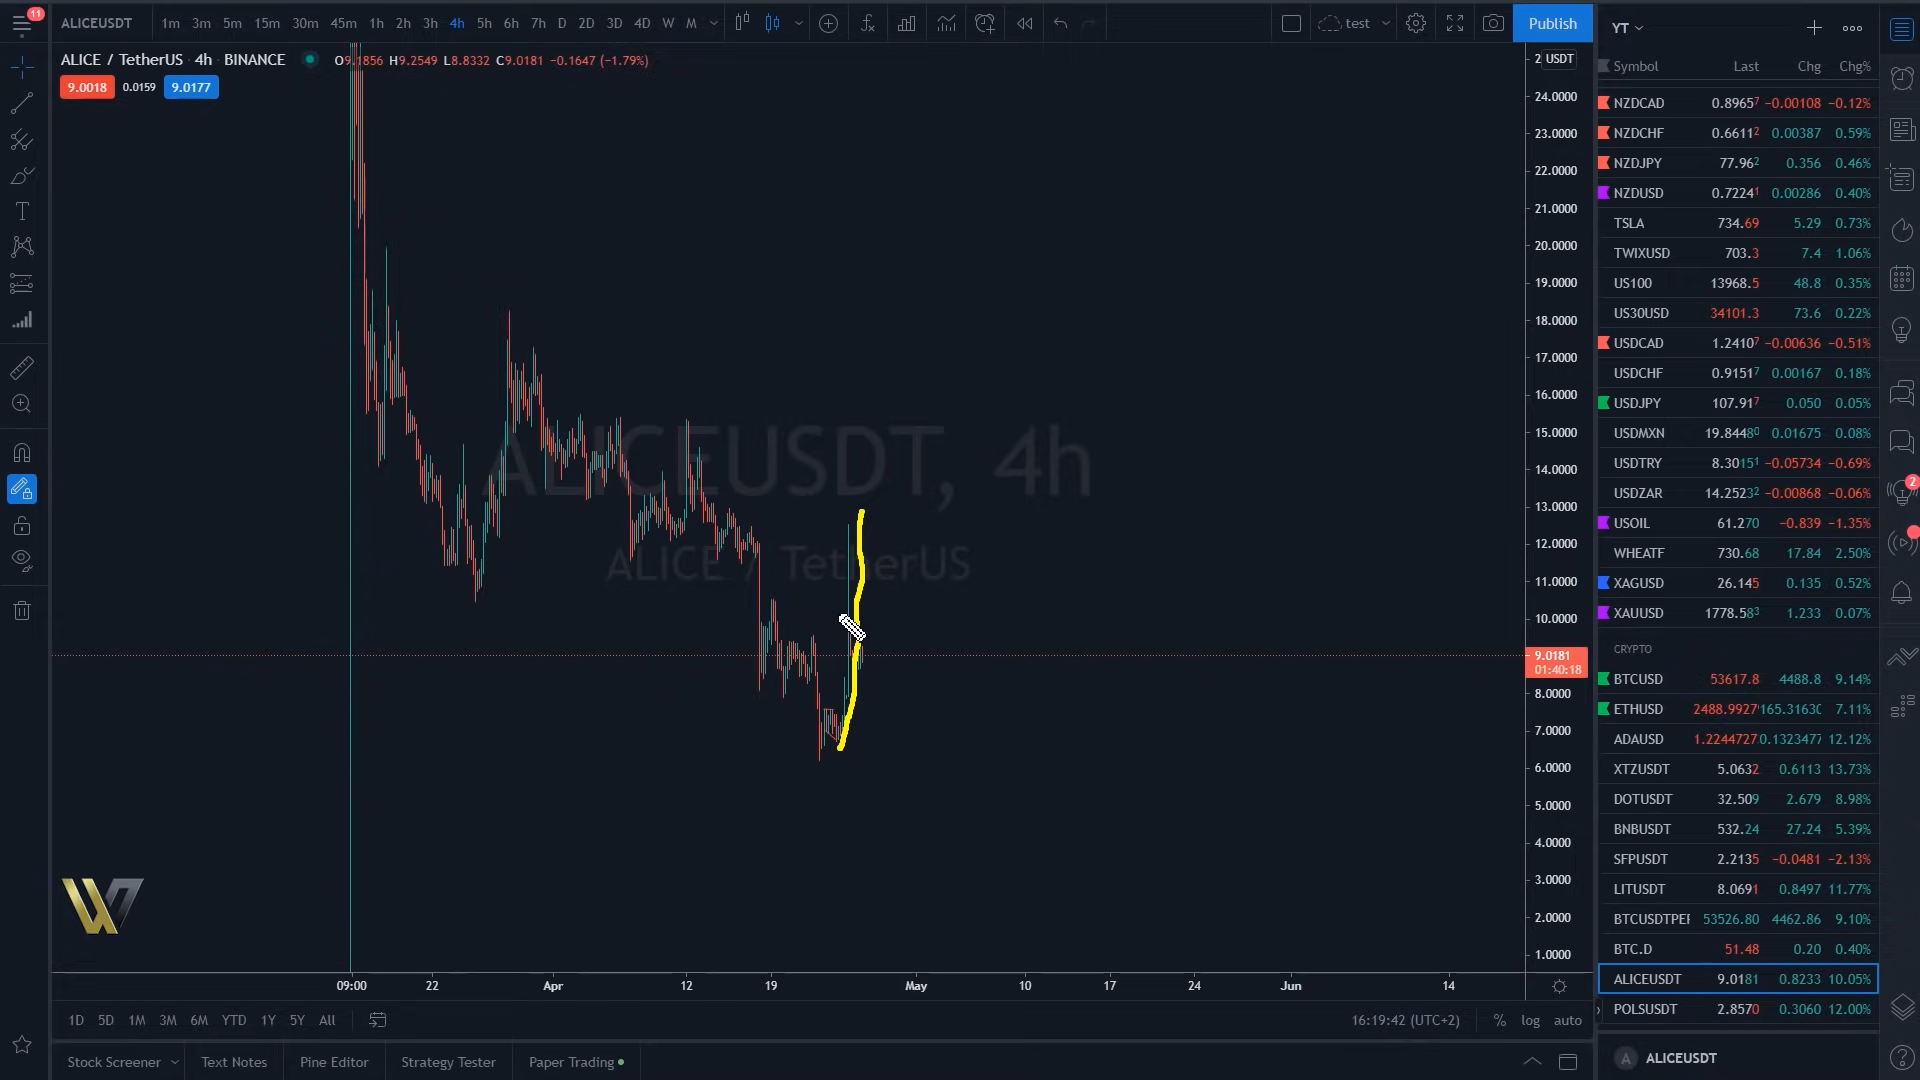 11
ALICEUSDT 1m 3m 5m 15m 30m 45m 1h 2h 3h 4h 5h 6h 7h D 2D 3D 4D W M test Publish
ALICE / TetherUS 4h BINANCE O9.1856 H9.2549 L8.8332 C9.0181 −0.1647 (−1.79%)
9.0018 0.0159 9.0177
ALICEUSDT, 4h
ALICE / TetherUS
USDT
24.0000
23.0000
22.0000
21.0000
20.0000
19.0000
18.0000
17.0000
16.0000
15.0000
14.0000
13.0000
12.0000
11.0000
10.0000
9.0181
01:40:18
8.0000
7.0000
6.0000
5.0000
4.0000
3.0000
2.0000
1.0000
09:00 22 Apr 12 19 May 10 17 24 Jun 14
1D 5D 1M 3M 6M YTD 1Y 5Y All 16:19:42 (UTC+2) % log auto
Stock Screener Text Notes Pine Editor Strategy Tester Paper Trading
YT
Symbol Last Chg Chg%
NZDCAD 0.89657 −0.00108 −0.12%
NZDCHF 0.66112 0.00387 0.59%
NZDJPY 77.962 0.356 0.46%
NZDUSD 0.72241 0.00286 0.40%
TSLA 734.69 5.29 0.73%
TWIXUSD 703.3 7.4 1.06%
US100 13968.5 48.8 0.35%
US30USD 34101.3 73.6 0.22%
USDCAD 1.24107 −0.00636 −0.51%
USDCHF 0.91517 0.00167 0.18%
USDJPY 107.917 0.050 0.05%
USDMXN 19.84480 0.01675 0.08%
USDTRY 8.30151 −0.05734 −0.69%
USDZAR 14.25232 −0.00868 −0.06%
USOIL 61.270 −0.839 −1.35%
WHEATF 730.68 17.84 2.50%
XAGUSD 26.145 0.135 0.52%
XAUUSD 1778.583 1.233 0.07%
CRYPTO
BTCUSD 53617.8 4488.8 9.14%
ETHUSD 2488.9927 165.3163 7.11%
ADAUSD 1.2244727 0.1323477 12.12%
XTZUSDT 5.0632 0.6113 13.73%
DOTUSDT 32.509 2.679 8.98%
BNBUSDT 532.24 27.24 5.39%
SFPUSDT 2.2135 −0.0481 −2.13%
LITUSDT 8.0691 0.8497 11.77%
BTCUSDTPE 53526.80 4462.86 9.10%
BTC.D 51.48 0.20 0.40%
ALICEUSDT 9.0181 0.8233 10.05%
POLSUSDT 2.8570 0.3060 12.00%
A ALICEUSDT
2